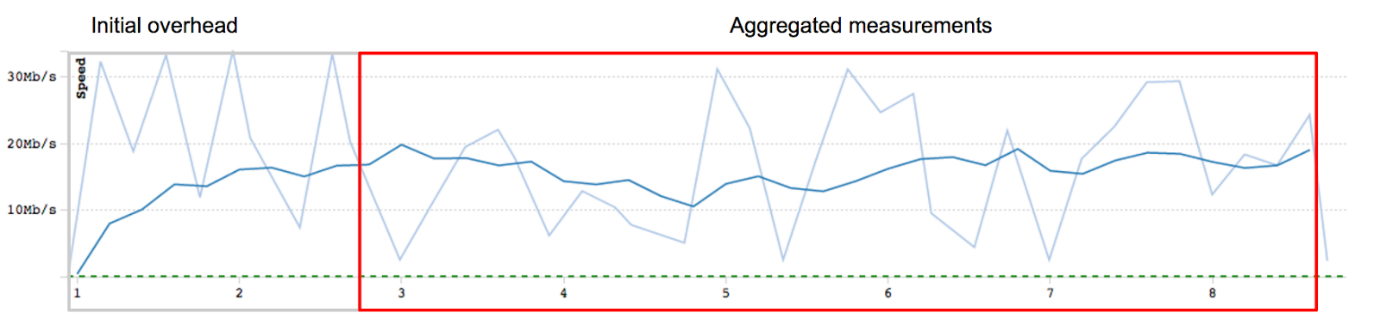 Initial overhead
Aggregated measurements
Speed
30Mb/s
20Mb/s
10Mb/s
1 2 3 4 5 6 7 8